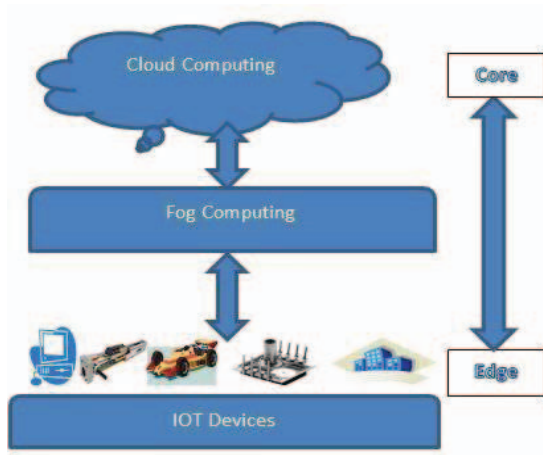 Cloud Computing
Core
Fog Computing
Edge
IOT Devices